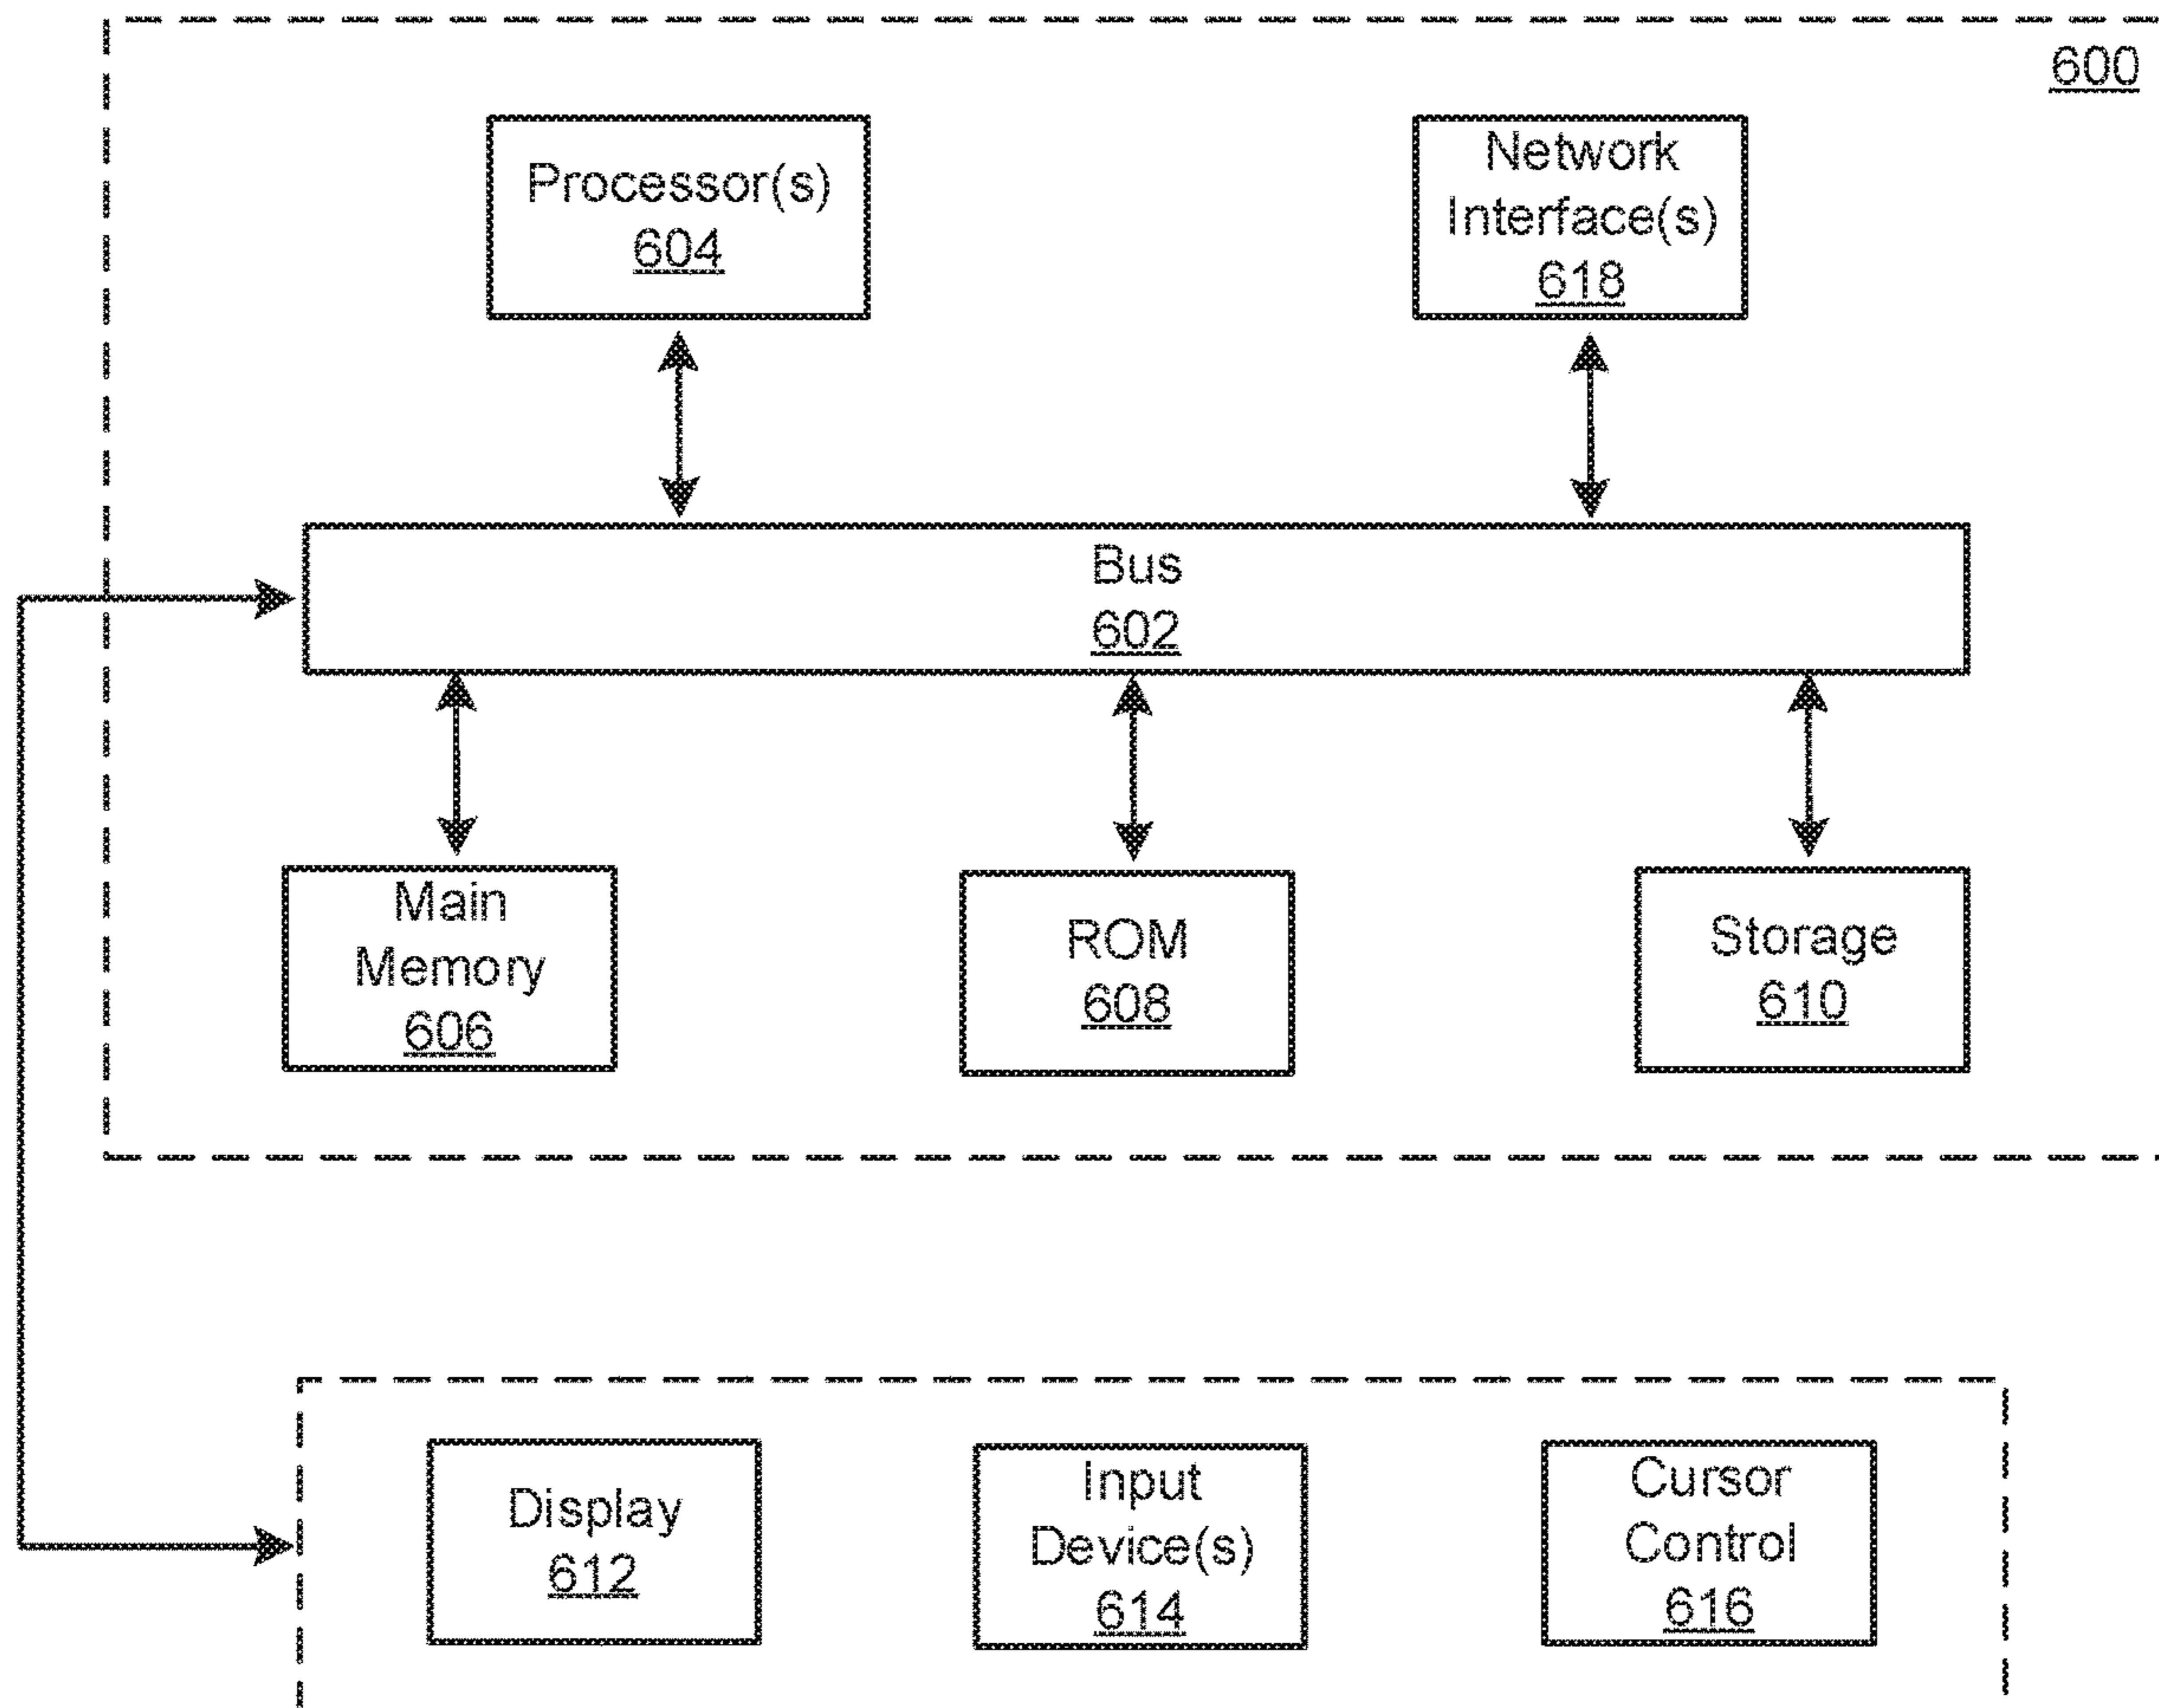 600
Processor(s)
604
Network
Interface(s)
618
Bus
602
Main
Memory
606
ROM
608
Storage
610
Display
612
Input
Device(s)
614
Cursor
Control
616